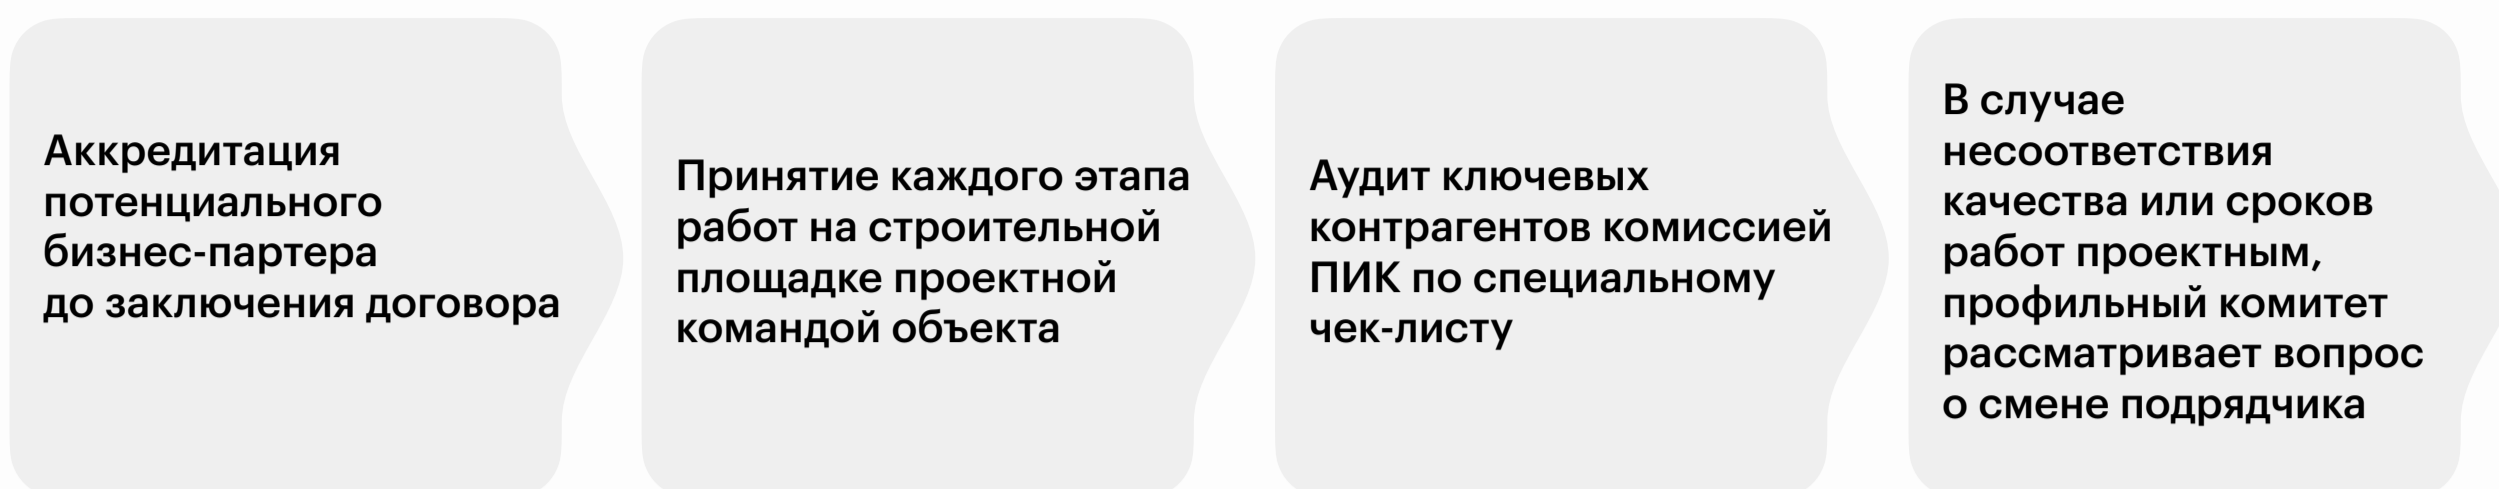 Аккредитация
потенциального
бизнес-партера
до заключения договора
Принятие каждого этапа
работ на строительной
площадке проектной
командой объекта
Аудит ключевых
контрагентов комиссией
ПИК по специальному
чек-листу
В случае
несоответствия
качества или сроков
работ проектным,
профильный комитет
рассматривает вопрос
о смене подрядчика